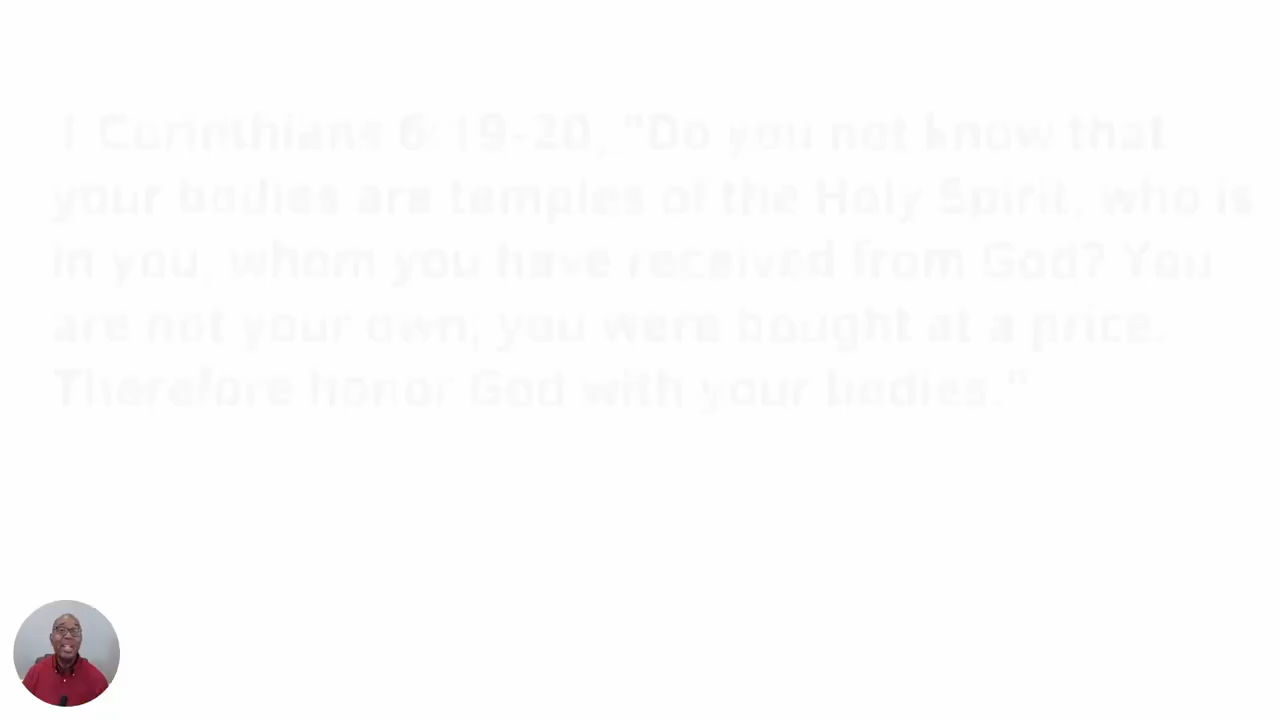 1 Corinthians 6:19-20, "Do you not know that
your bodies are temples of the Holy Spirit, who is
in you, whom you have received from God? You
are not your own; you were bought at a price.
Therefore honor God with your bodies."